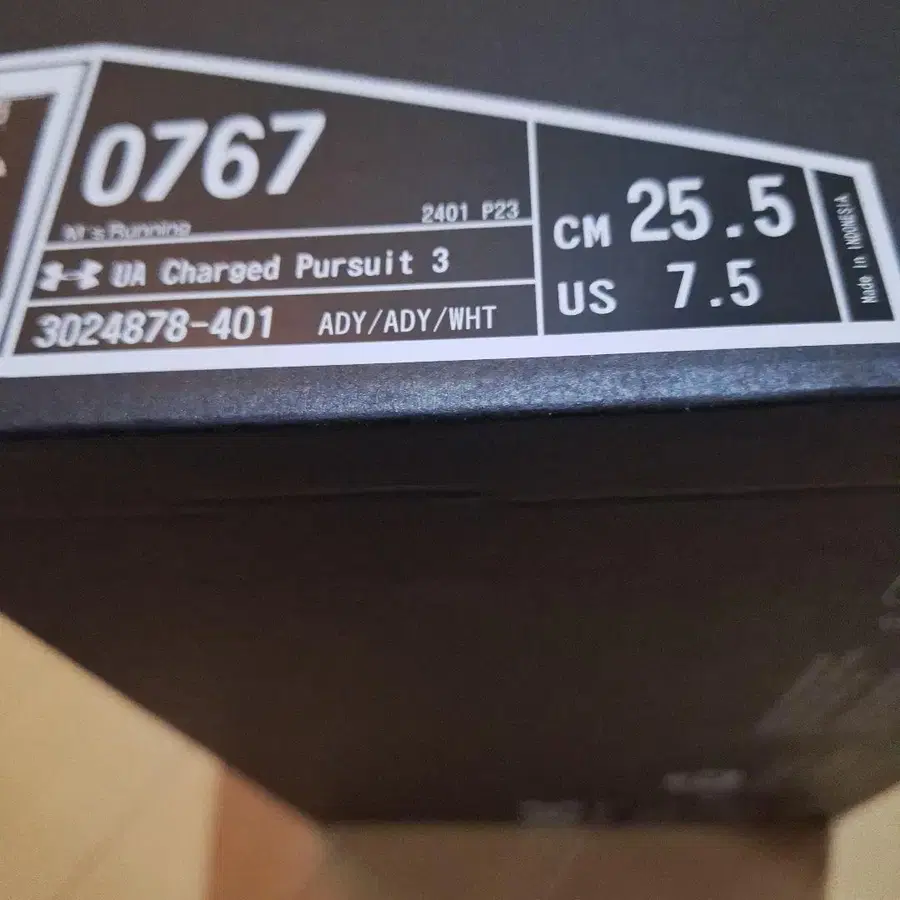 0767
2401 P23
M's Running
UA Charged Pursuit 3
3024878-401 ADY/ADY/WHT
CM 25.5
US 7.5
Made in INDONESIA